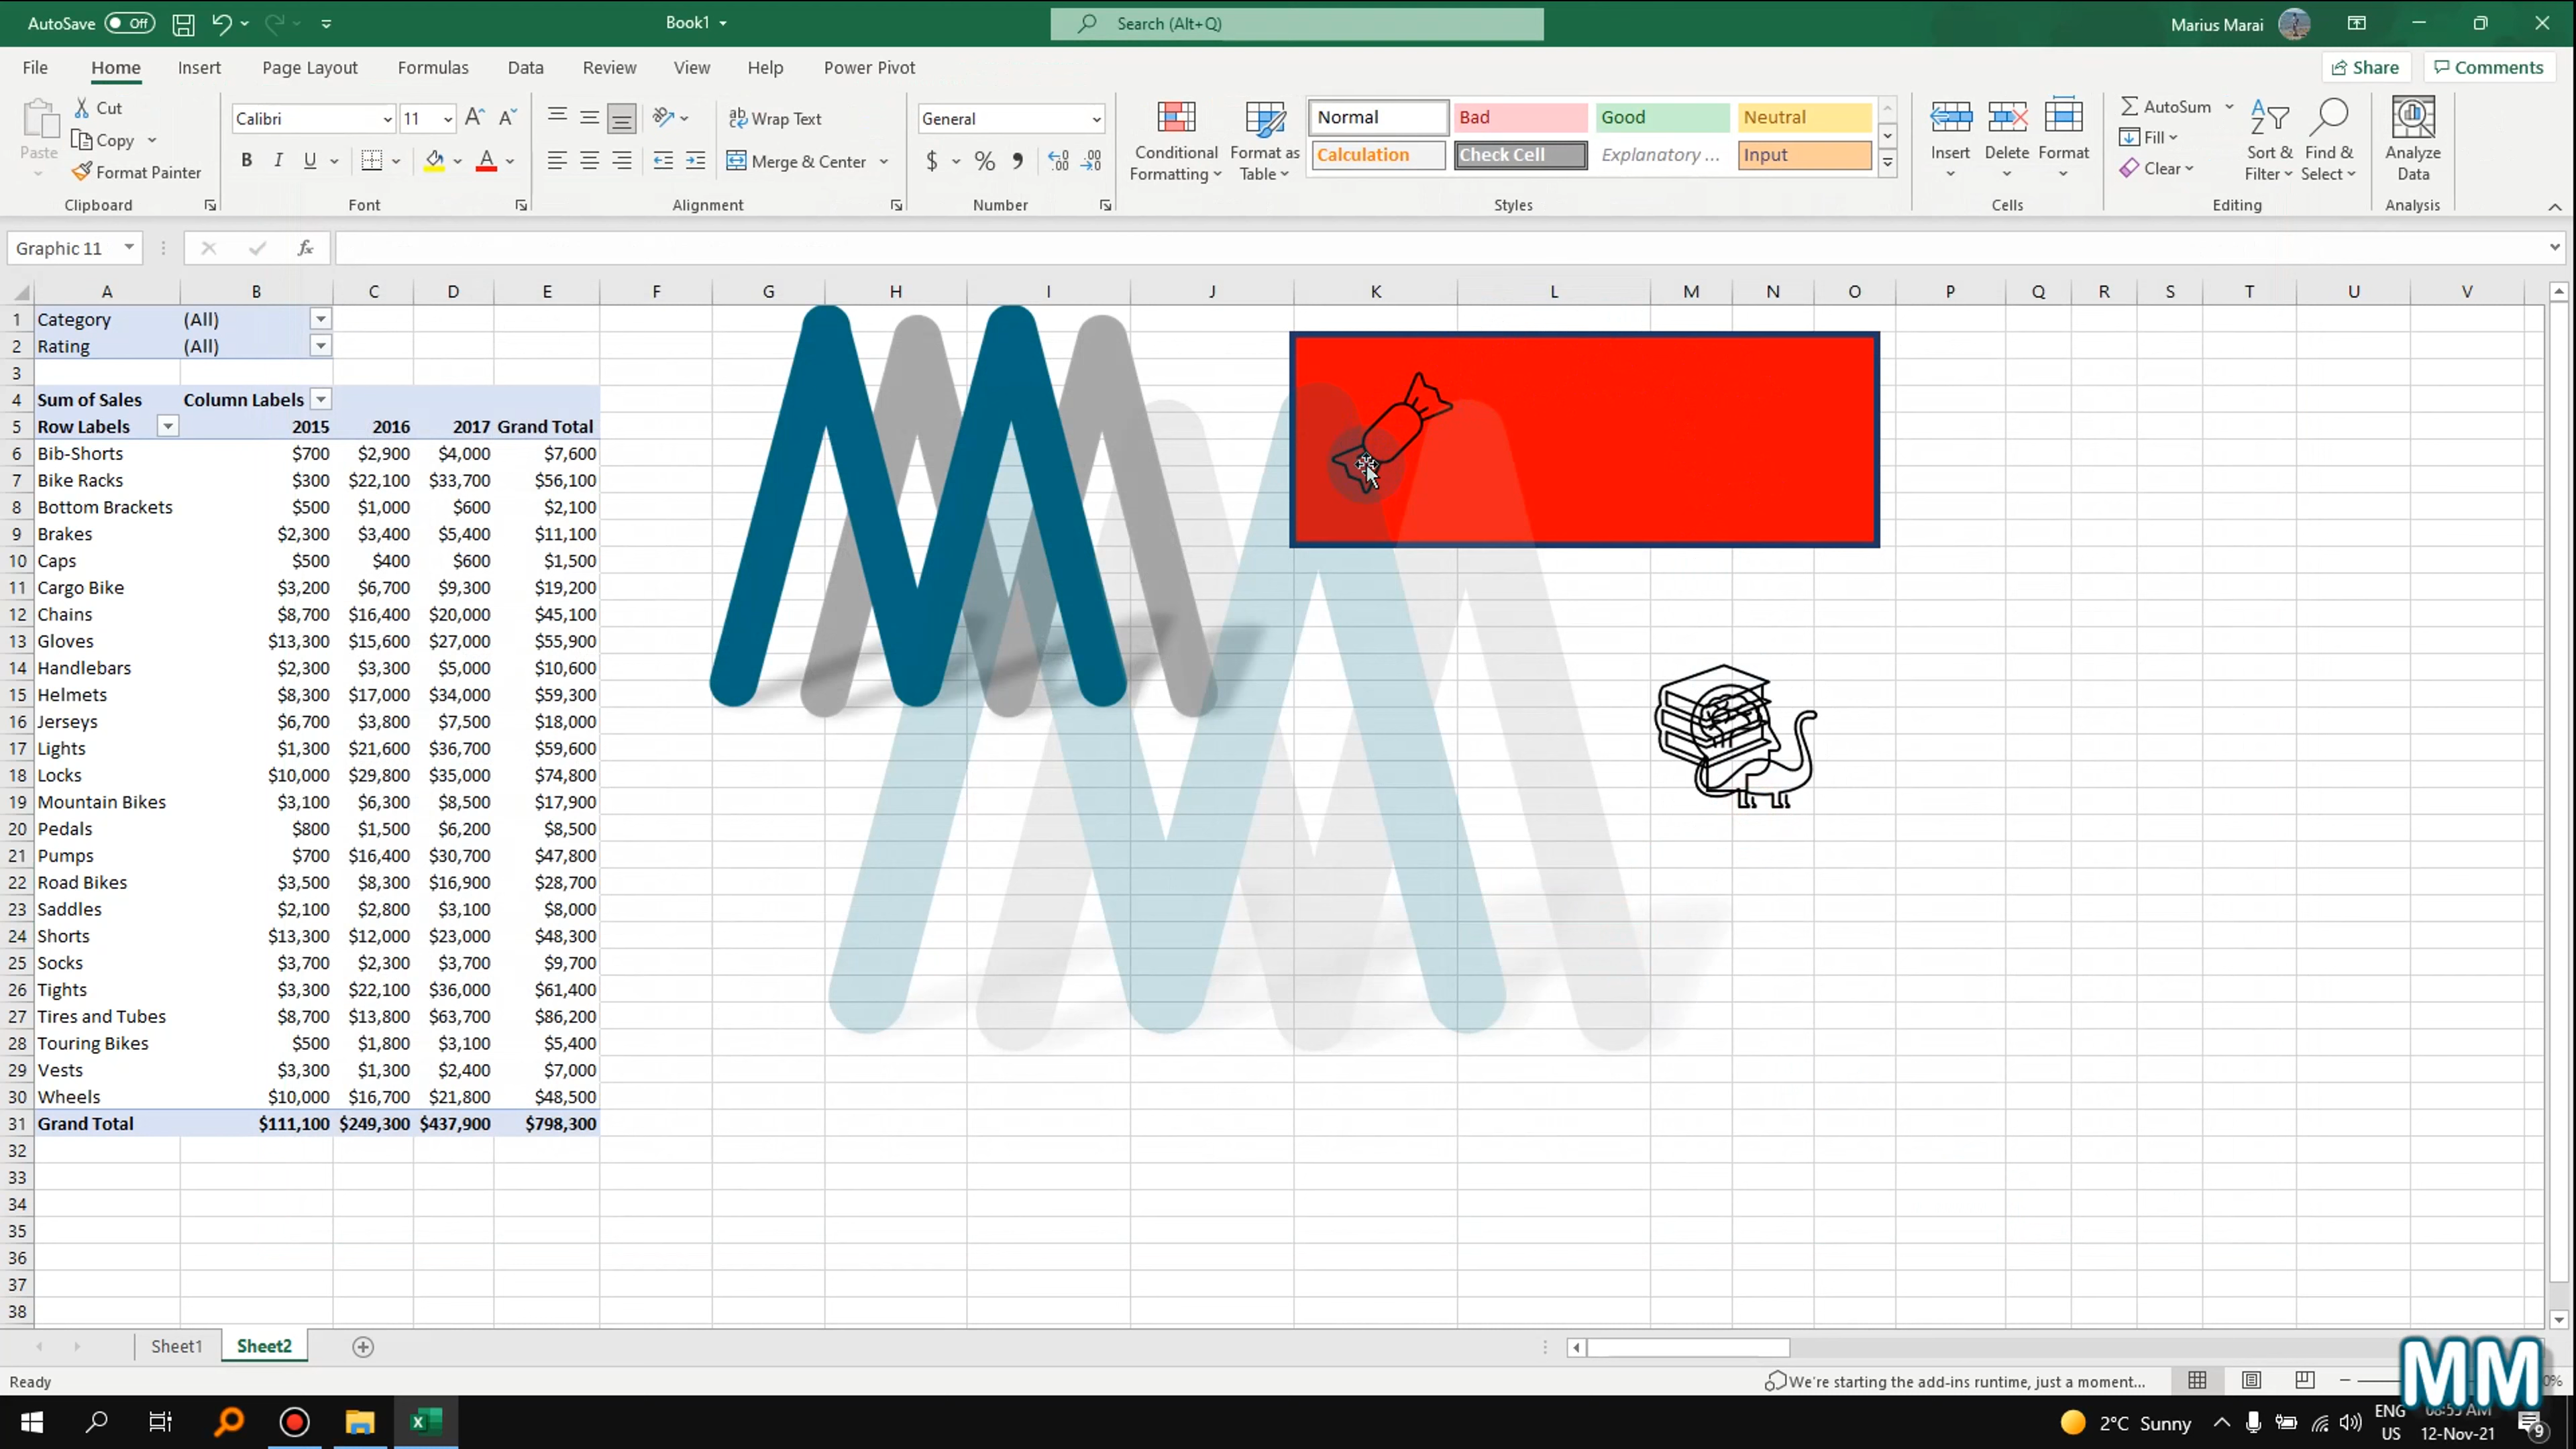 AutoSave Off Book1 Search (Alt+Q) Marius Marai
File Home Insert Page Layout Formulas Data Review View Help Power Pivot Share Comments
Paste Cut Copy Format Painter Clipboard
Calibri 11 B I U A Font
Wrap Text Merge & Center Alignment
General $ % Number
Conditional Formatting Format as Table
Normal Bad Good Neutral
Calculation Check Cell Explanatory ... Input
Styles
Insert Delete Format Cells
AutoSum Fill Clear Sort & Filter Find & Select Editing
Analyze Data Analysis
Graphic 11 fx
A B C D E F G H I J K L M N O P Q R S T U V
1 Category (All)
2 Rating (All)
3
4 Sum of Sales Column Labels
5 Row Labels 2015 2016 2017 Grand Total
6 Bib-Shorts $700 $2,900 $4,000 $7,600
7 Bike Racks $300 $22,100 $33,700 $56,100
8 Bottom Brackets $500 $1,000 $600 $2,100
9 Brakes $2,300 $3,400 $5,400 $11,100
10 Caps $500 $400 $600 $1,500
11 Cargo Bike $3,200 $6,700 $9,300 $19,200
12 Chains $8,700 $16,400 $20,000 $45,100
13 Gloves $13,300 $15,600 $27,000 $55,900
14 Handlebars $2,300 $3,300 $5,000 $10,600
15 Helmets $8,300 $17,000 $34,000 $59,300
16 Jerseys $6,700 $3,800 $7,500 $18,000
17 Lights $1,300 $21,600 $36,700 $59,600
18 Locks $10,000 $29,800 $35,000 $74,800
19 Mountain Bikes $3,100 $6,300 $8,500 $17,900
20 Pedals $800 $1,500 $6,200 $8,500
21 Pumps $700 $16,400 $30,700 $47,800
22 Road Bikes $3,500 $8,300 $16,900 $28,700
23 Saddles $2,100 $2,800 $3,100 $8,000
24 Shorts $13,300 $12,000 $23,000 $48,300
25 Socks $3,700 $2,300 $3,700 $9,700
26 Tights $3,300 $22,100 $36,000 $61,400
27 Tires and Tubes $8,700 $13,800 $63,700 $86,200
28 Touring Bikes $500 $1,800 $3,100 $5,400
29 Vests $3,300 $1,300 $2,400 $7,000
30 Wheels $10,000 $16,700 $21,800 $48,500
31 Grand Total $111,100 $249,300 $437,900 $798,300
32
33
34
35
36
37
38
Sheet1 Sheet2
Ready We're starting the add-ins runtime, just a moment...
MM
2°C Sunny ENG
US 12-Nov-21 9